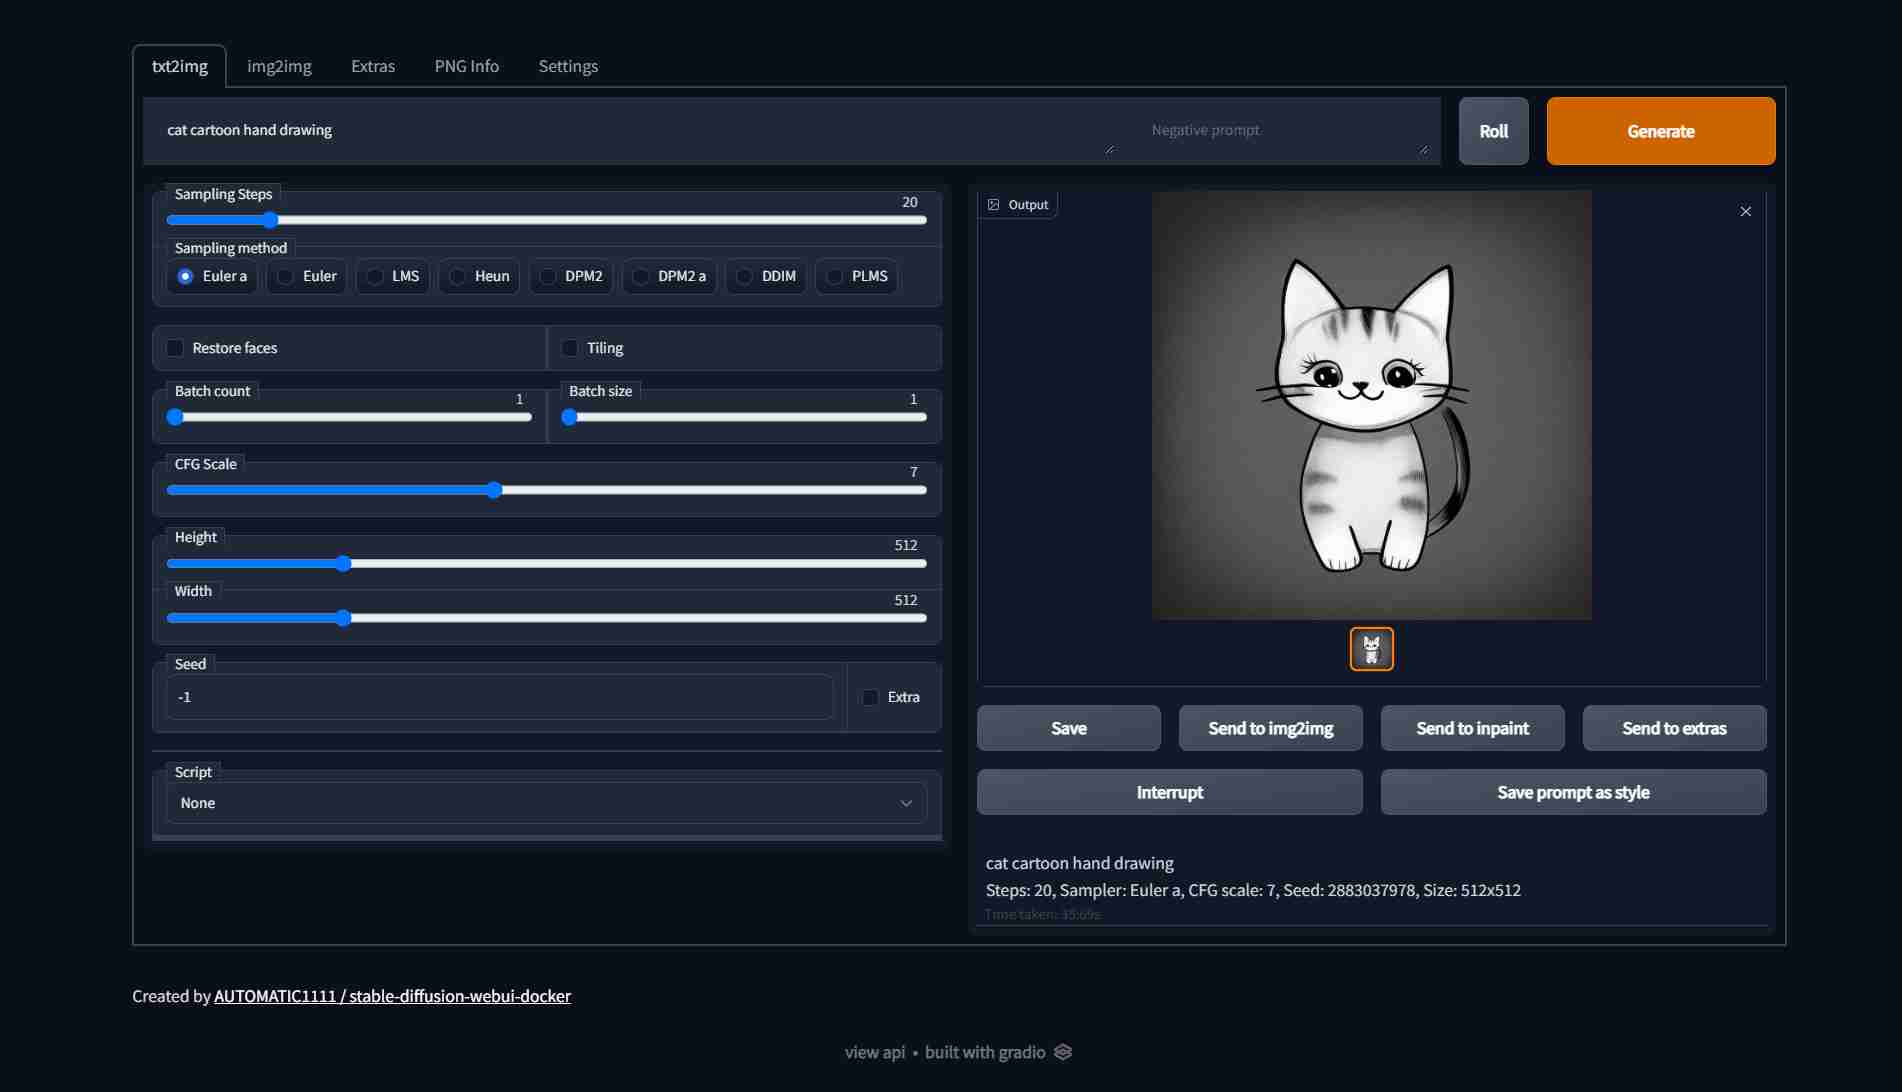 txt2img
img2img
Extras
PNG Info
Settings
cat cartoon hand drawing
Negative prompt
Roll
Generate
Sampling Steps
20
Sampling method
Euler a
Euler
LMS
Heun
DPM2
DPM2 a
DDIM
PLMS
Restore faces
Tiling
Batch count
1
Batch size
1
CFG Scale
7
Height
512
Width
512
Seed
-1
Extra
Script
None
Output
Save
Send to img2img
Send to inpaint
Send to extras
Interrupt
Save prompt as style
cat cartoon hand drawing
Steps: 20, Sampler: Euler a, CFG scale: 7, Seed: 2883037978, Size: 512x512
Time taken: 35.69s
Created by AUTOMATIC1111 / stable-diffusion-webui-docker
view api • built with gradio